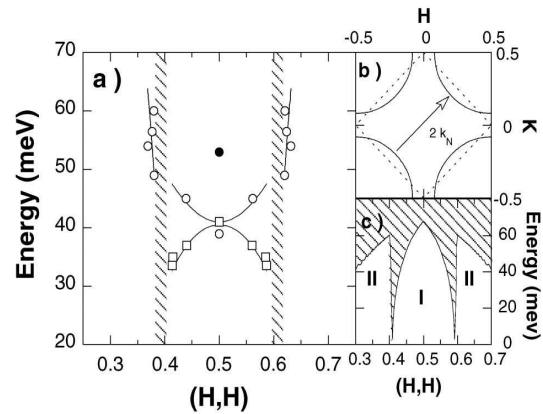 H
-0.5 0 0.5
70
60
50
40
30
20
Energy (meV)
a )
0.3 0.4 0.5 0.6 0.7
(H,H)
b )
2 k_N
0.5
0
-0.5
K
c )
II I II
60
40
20
0
Energy (mev)
0.3 0.4 0.5 0.6 0.7
(H,H)